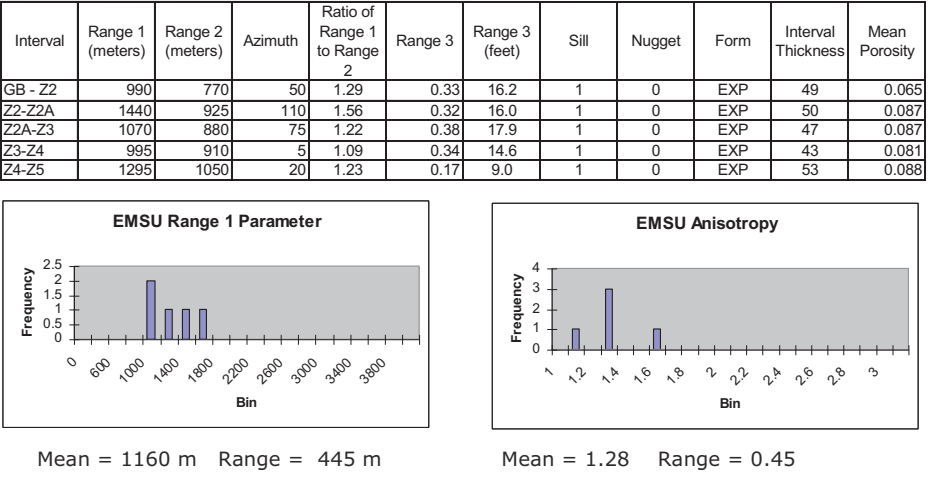 Interval Range 1 (meters) Range 2 (meters) Azimuth Ratio of Range 1 to Range 2 Range 3 Range 3 (feet) Sill Nugget Form Interval Thickness Mean Porosity
GB - Z2 990 770 50 1.29 0.33 16.2 1 0 EXP 49 0.065
Z2-Z2A 1440 925 110 1.56 0.32 16.0 1 0 EXP 50 0.087
Z2A-Z3 1070 880 75 1.22 0.38 17.9 1 0 EXP 47 0.087
Z3-Z4 995 910 5 1.09 0.34 14.6 1 0 EXP 43 0.081
Z4-Z5 1295 1050 20 1.23 0.17 9.0 1 0 EXP 53 0.088
EMSU Range 1 Parameter
Frequency
2.5
2
1.5
1
0.5
0
0 600 1000 1400 1800 2200 2600 3000 3400 3800
Bin
EMSU Anisotropy
Frequency
4
3
2
1
0
1 1.2 1.4 1.6 1.8 2 2.2 2.4 2.6 2.8 3
Bin
Mean = 1160 m Range = 445 m
Mean = 1.28 Range = 0.45